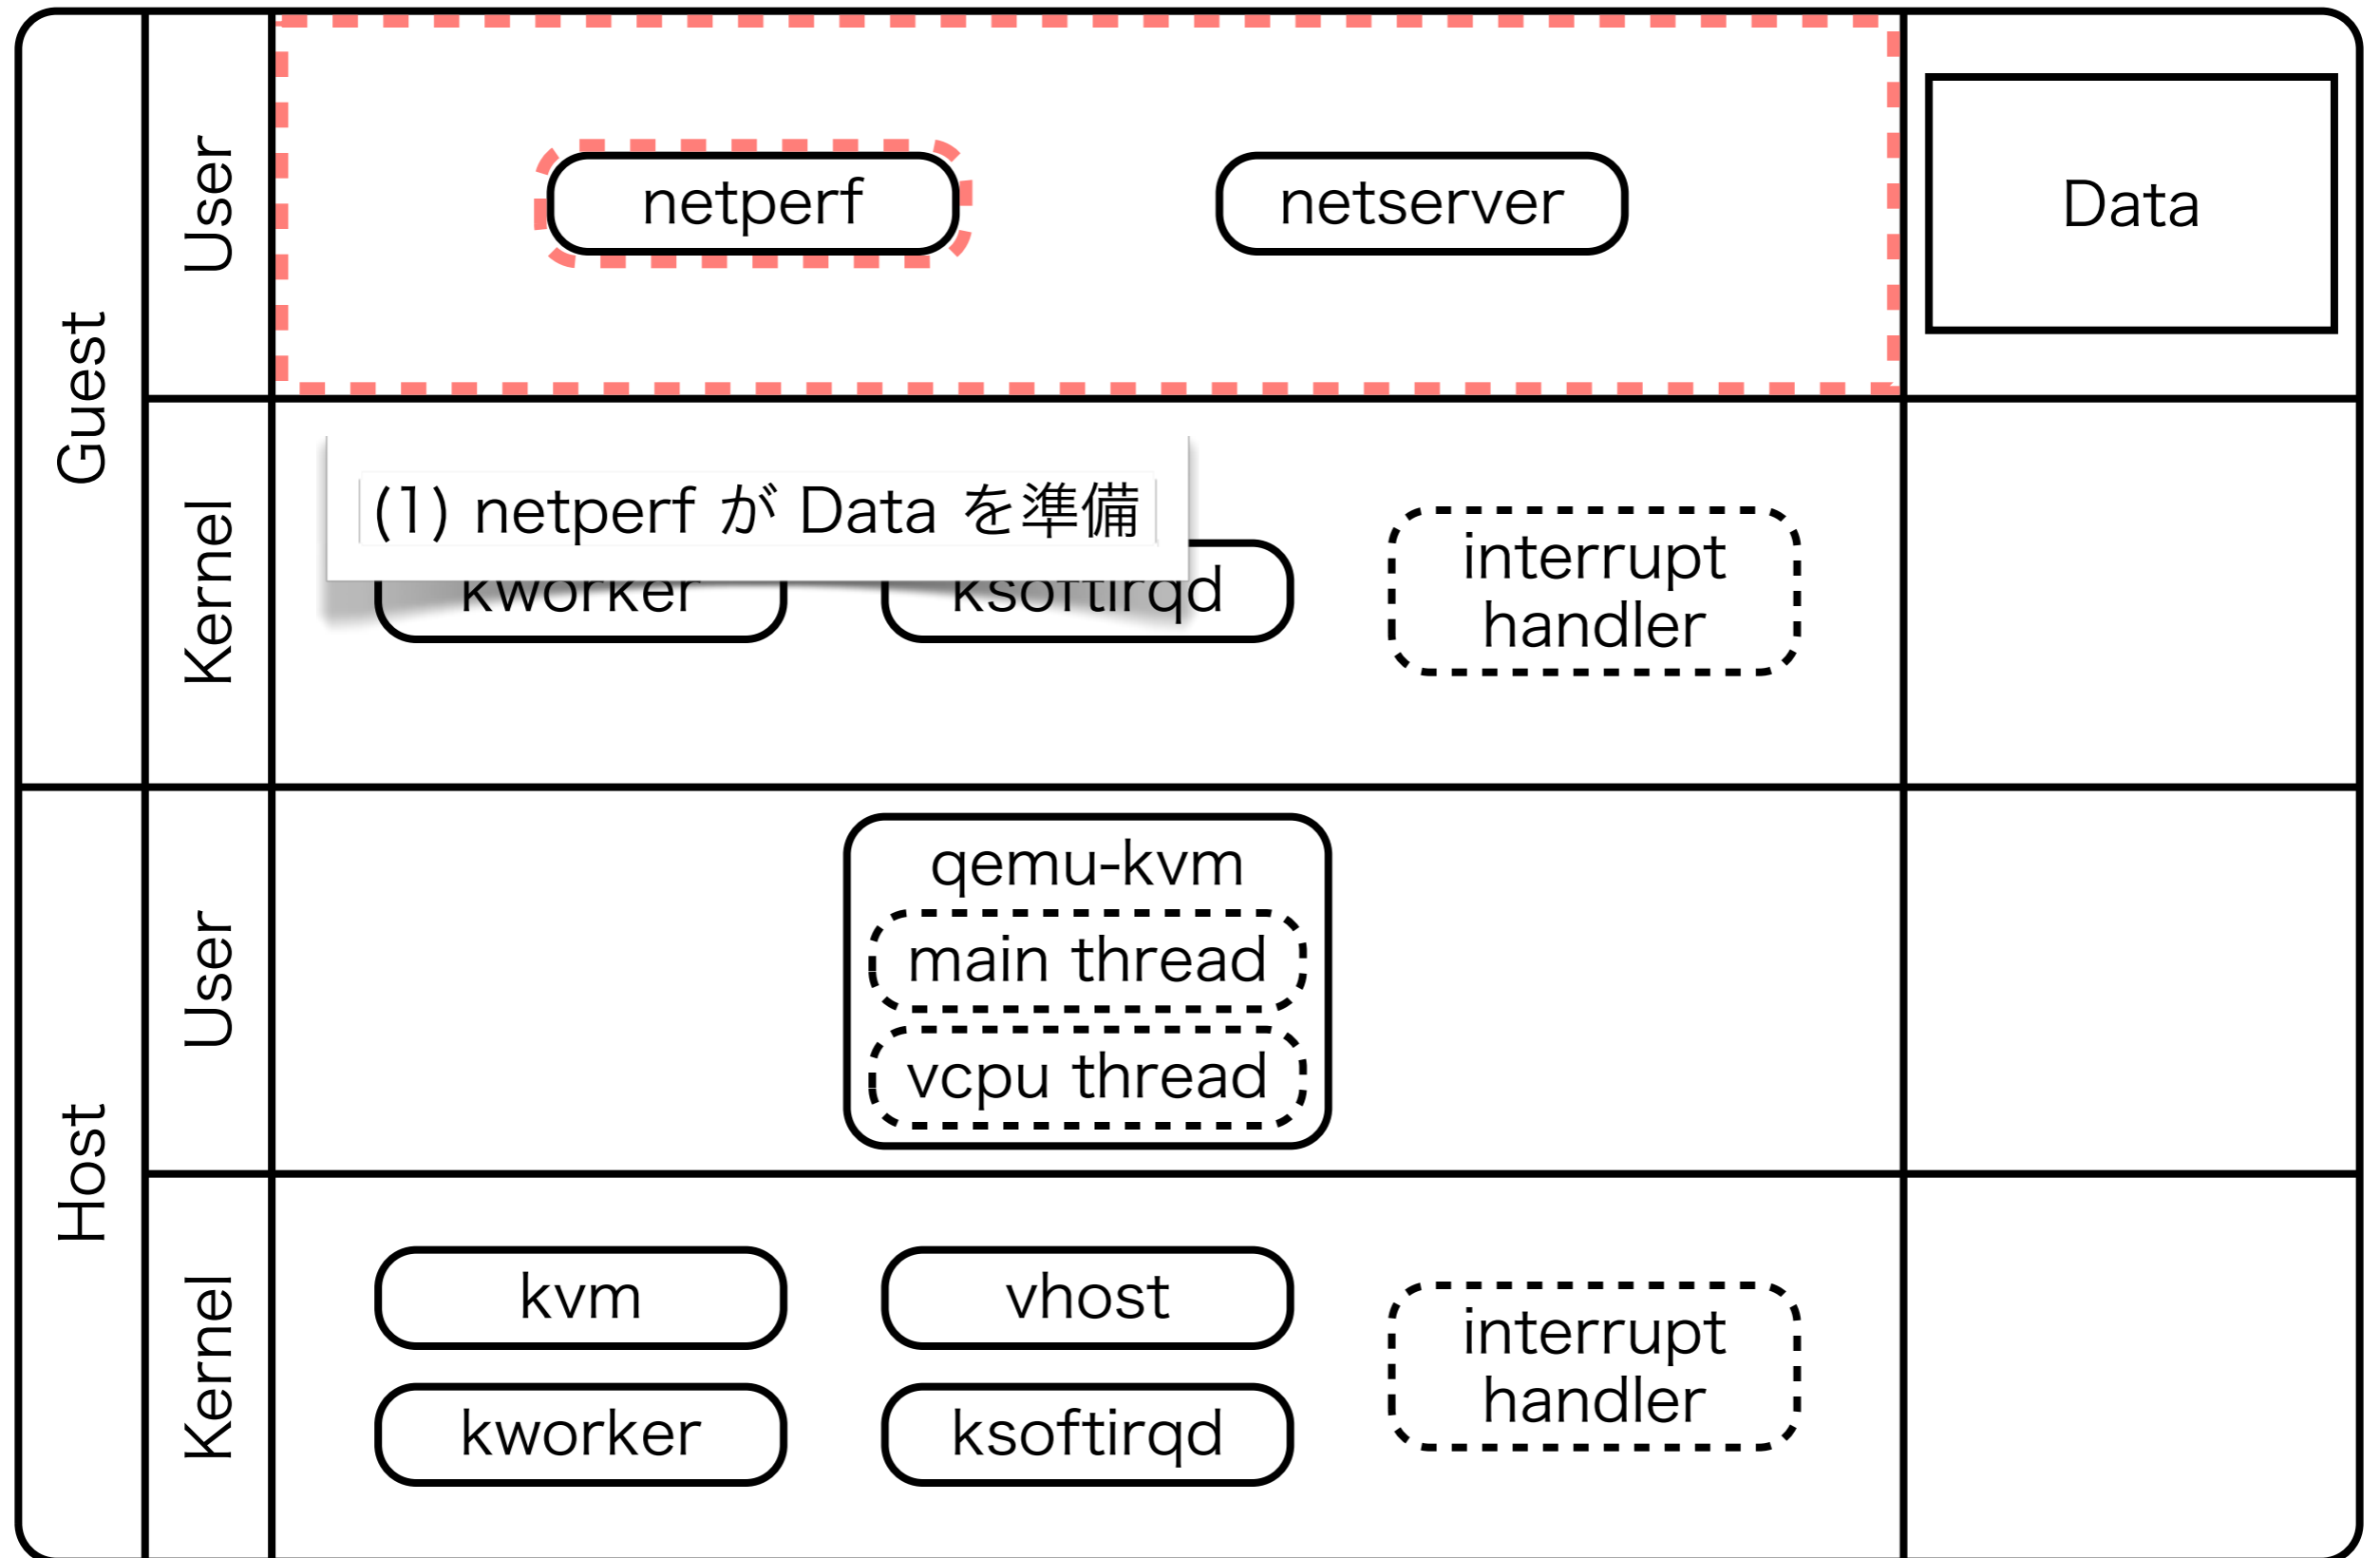 Guest
User
netperf
netserver
Data
Kernel
(1) netperf が Data を準備
kworker
ksoftirqd
interrupt
handler
Host
User
qemu-kvm
main thread
vcpu thread
Kernel
kvm
vhost
interrupt
handler
kworker
ksoftirqd